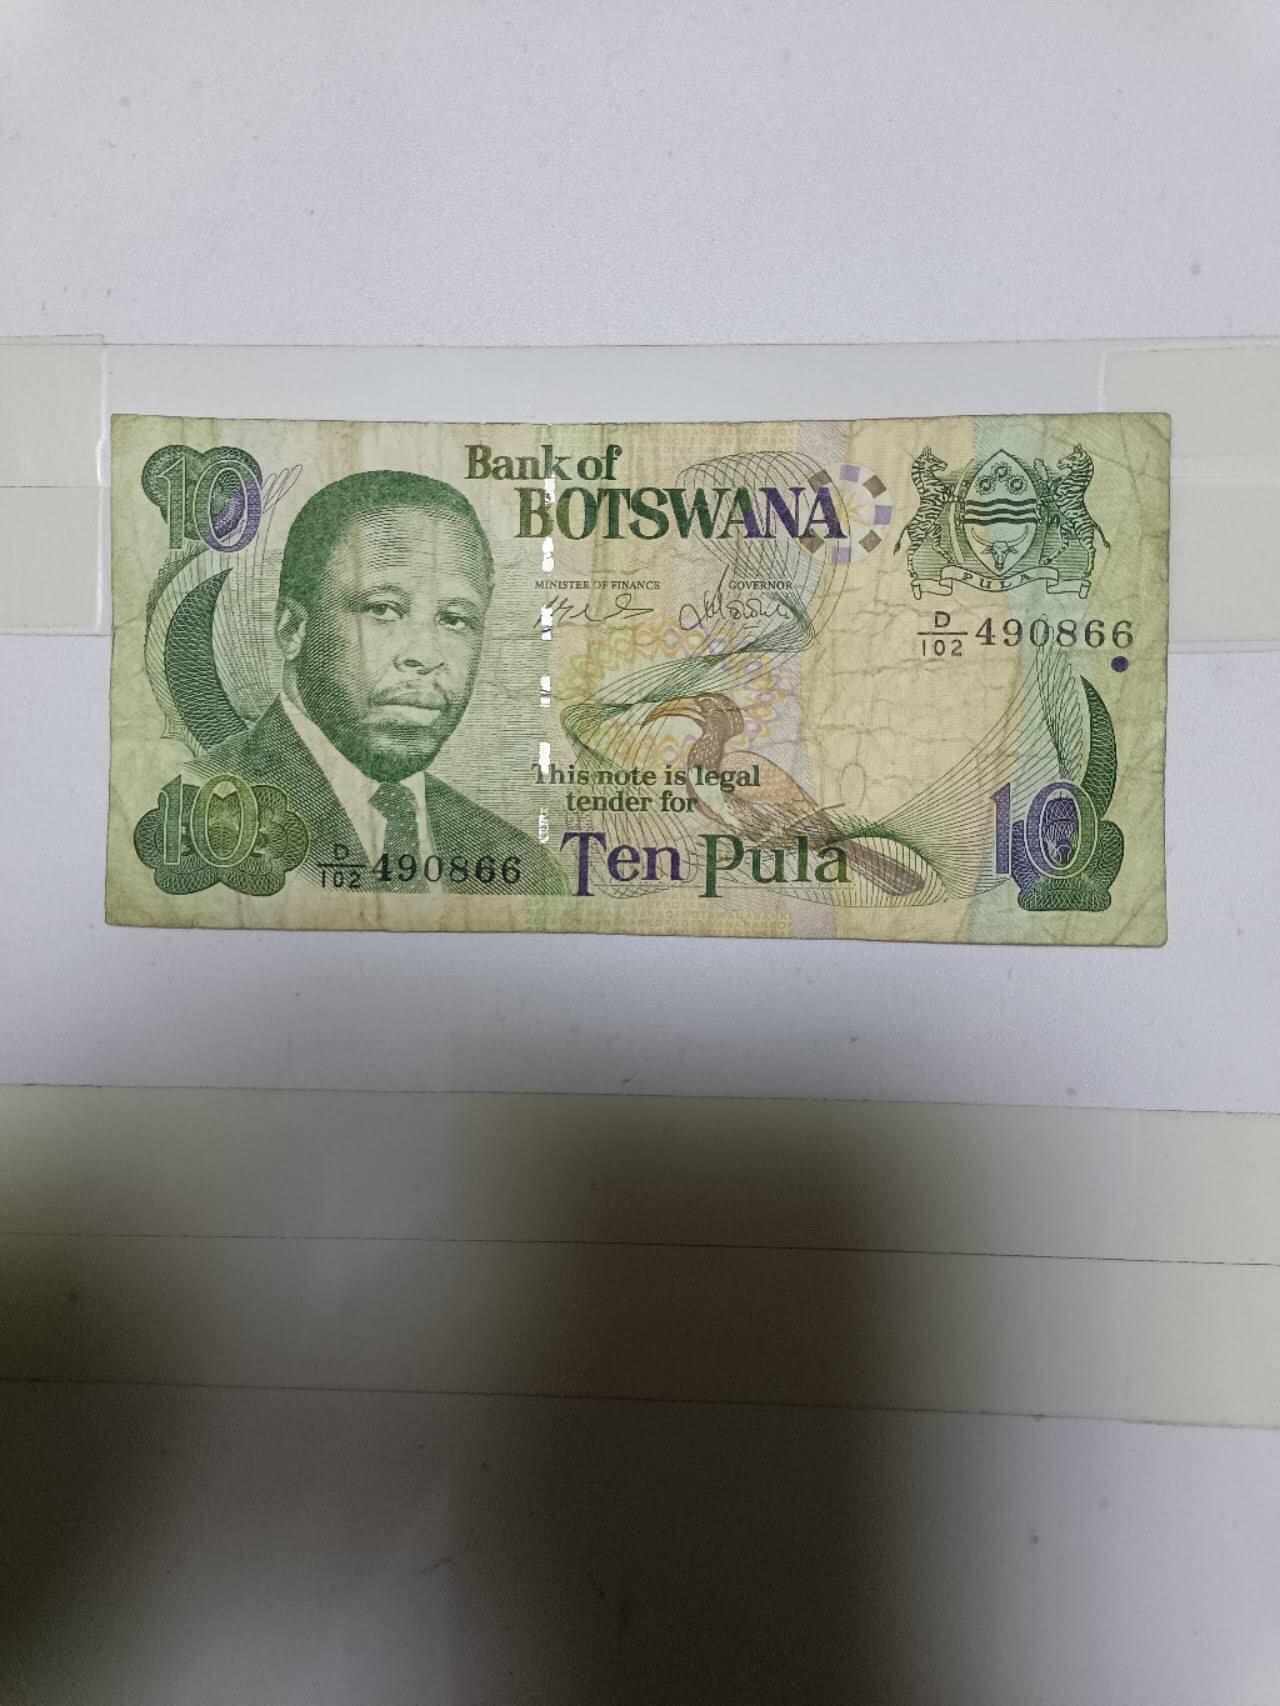 10
Bank of
BOTSWANA
MINISTER OF FINANCE
GOVERNOR
PULA
D/102 490866
This note is legal
tender for
Ten Pula
10
D/102 490866
10